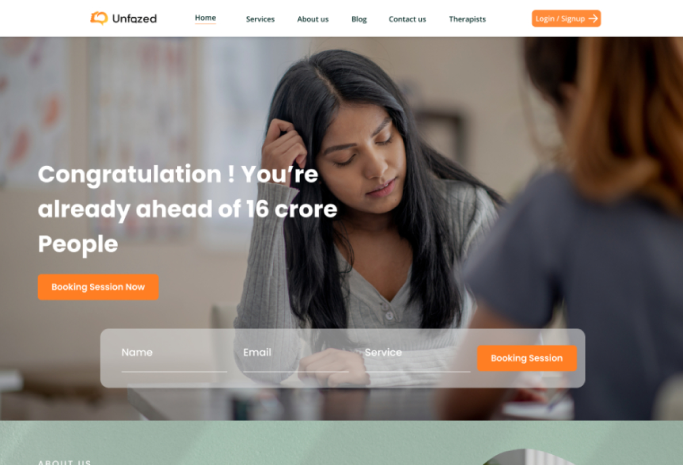 Unfazed
Home
Services
About us
Blog
Contact us
Therapists
Login / Signup
Congratulation ! You’re
already ahead of 16 crore
People
Booking Session Now
Name
Email
Service
Booking Session
ABOUT US